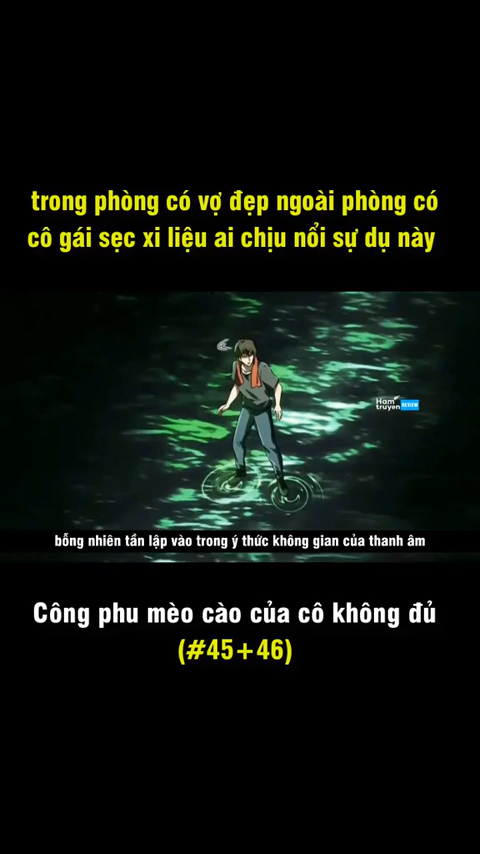 trong phòng có vợ đẹp ngoài phòng có
cô gái sẹc xi liệu ai chịu nổi sự dụ này
Ham
truyện REVIEW
bỗng nhiên tần lập vào trong ý thức không gian của thanh âm
Công phu mèo cào của cô không đủ
(#45+46)